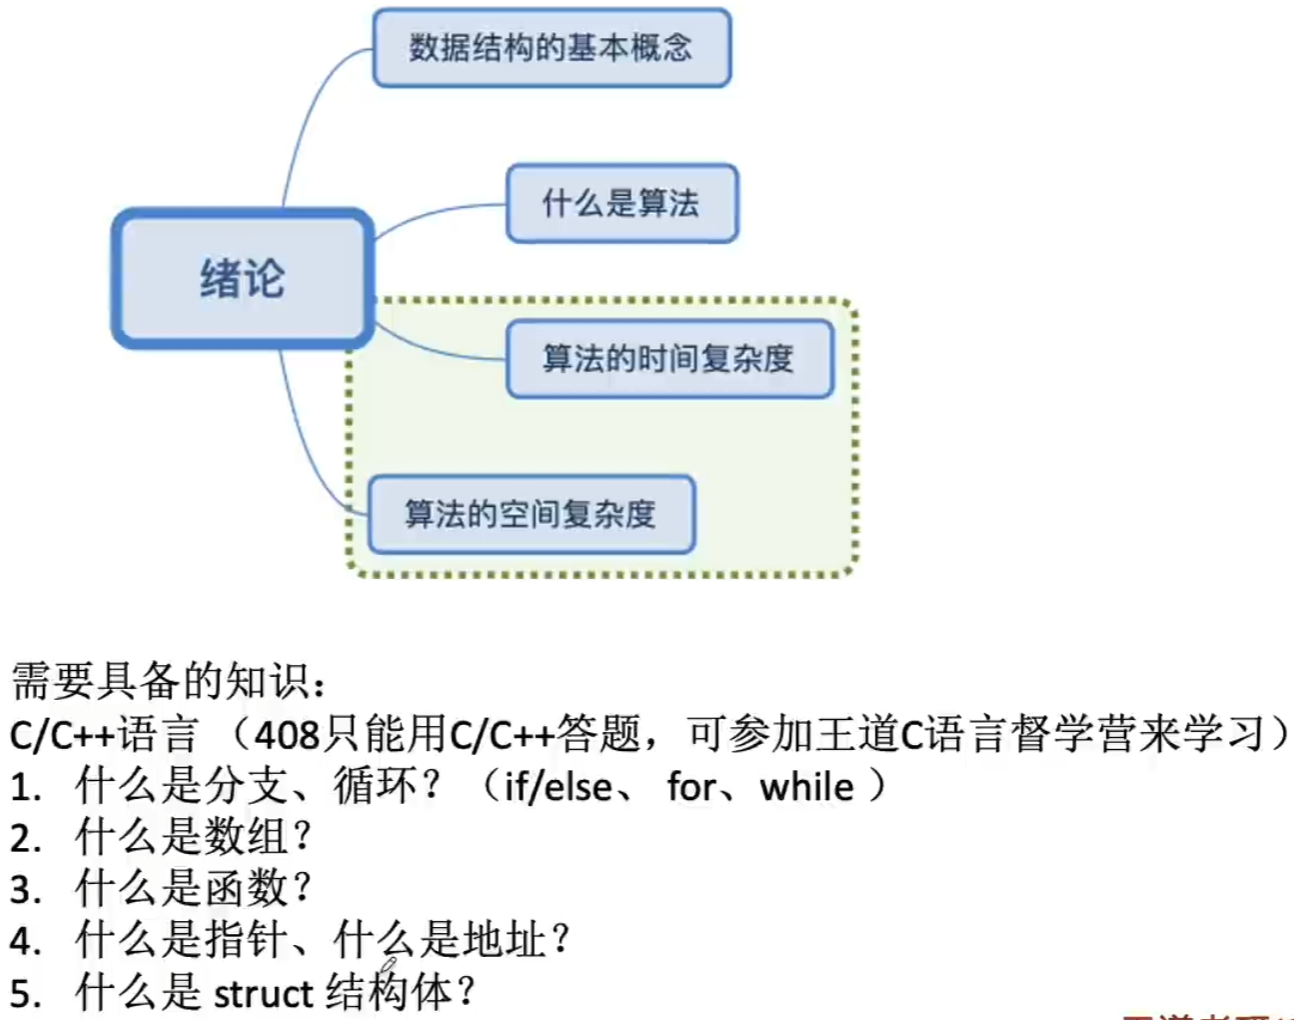 数据结构的基本概念
什么是算法
绪论
算法的时间复杂度
算法的空间复杂度
需要具备的知识：
C/C++语言 （408只能用C/C++答题，可参加王道C语言督学营来学习）
1. 什么是分支、循环？（if/else、 for、while ）
2. 什么是数组？
3. 什么是函数？
4. 什么是指针、什么是地址？
5. 什么是 struct 结构体？